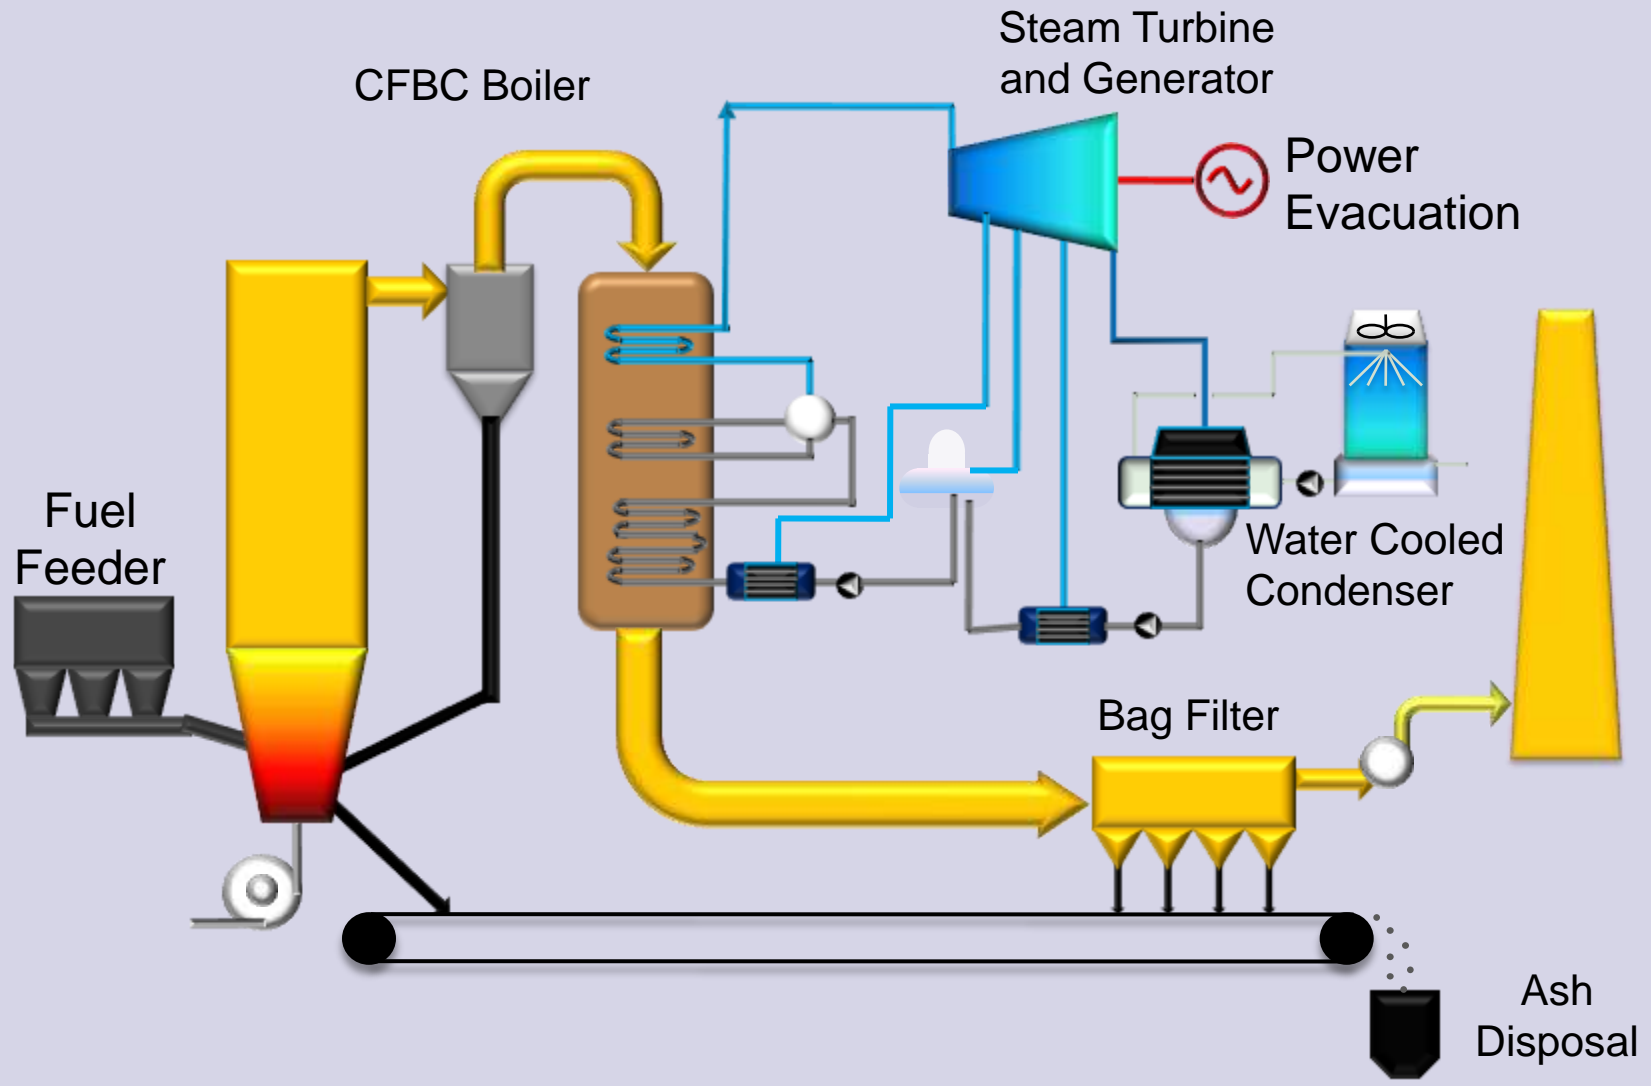 Steam Turbine
and Generator
CFBC Boiler
Power
Evacuation
Fuel
Feeder
Water Cooled
Condenser
Bag Filter
Ash
Disposal